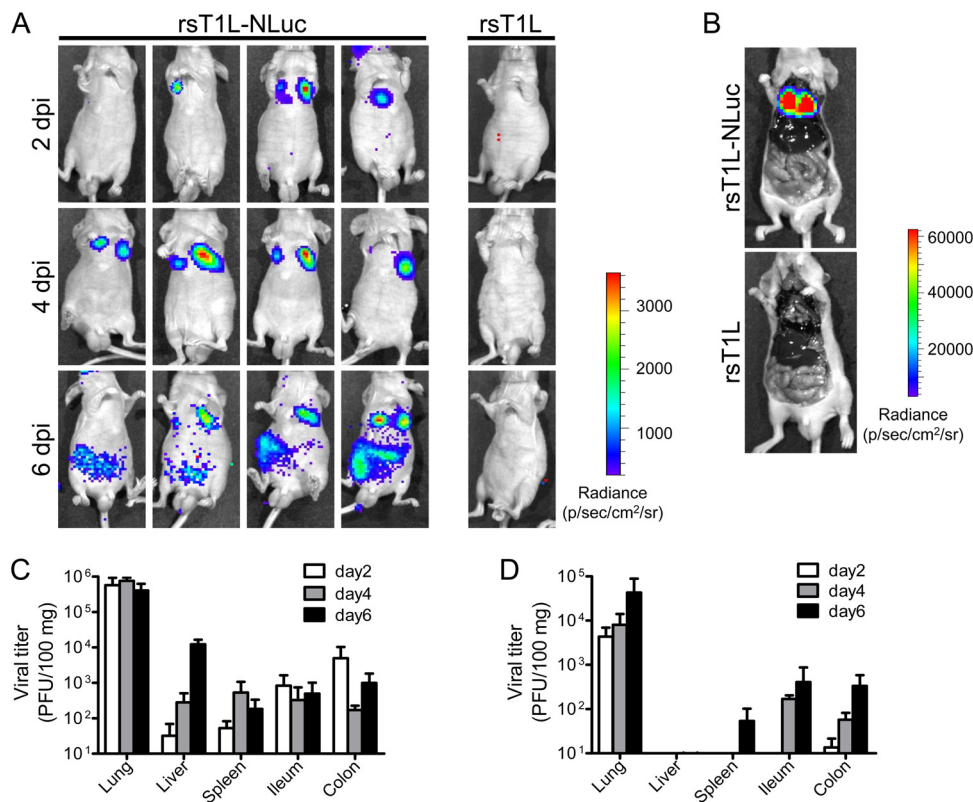 A
rsT1L-NLuc
rsT1L
2 dpi
4 dpi
6 dpi
3000
2000
1000
Radiance
(p/sec/cm²/sr)
B
rsT1L-NLuc
rsT1L
60000
40000
20000
Radiance
(p/sec/cm²/sr)
C
Viral titer
(PFU/100 mg)
10⁶
10⁵
10⁴
10³
10²
10¹
day2
day4
day6
Lung
Liver
Spleen
Ileum
Colon
D
Viral titer
(PFU/100 mg)
10⁵
10⁴
10³
10²
10¹
day2
day4
day6
Lung
Liver
Spleen
Ileum
Colon